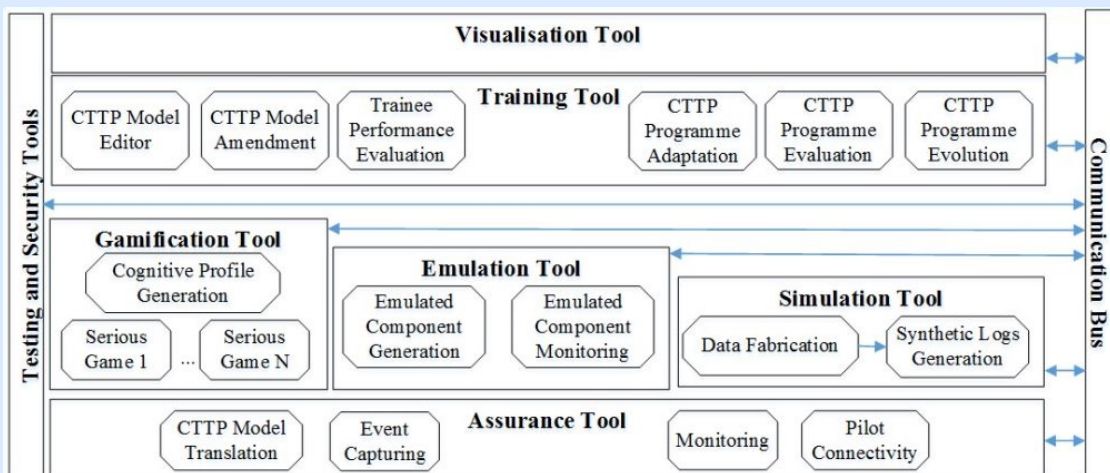 Testing and Security Tools
Visualisation Tool
Training Tool
CTTP Model
Editor
CTTP Model
Amendment
Trainee
Performance
Evaluation
CTTP
Programme
Adaptation
CTTP
Programme
Evaluation
CTTP
Programme
Evolution
Gamification Tool
Cognitive Profile
Generation
Serious
Game 1
...
Serious
Game N
Emulation Tool
Emulated
Component
Generation
Emulated
Component
Monitoring
Simulation Tool
Data Fabrication
Synthetic Logs
Generation
Assurance Tool
CTTP Model
Translation
Event
Capturing
Monitoring
Pilot
Connectivity
Communication Bus